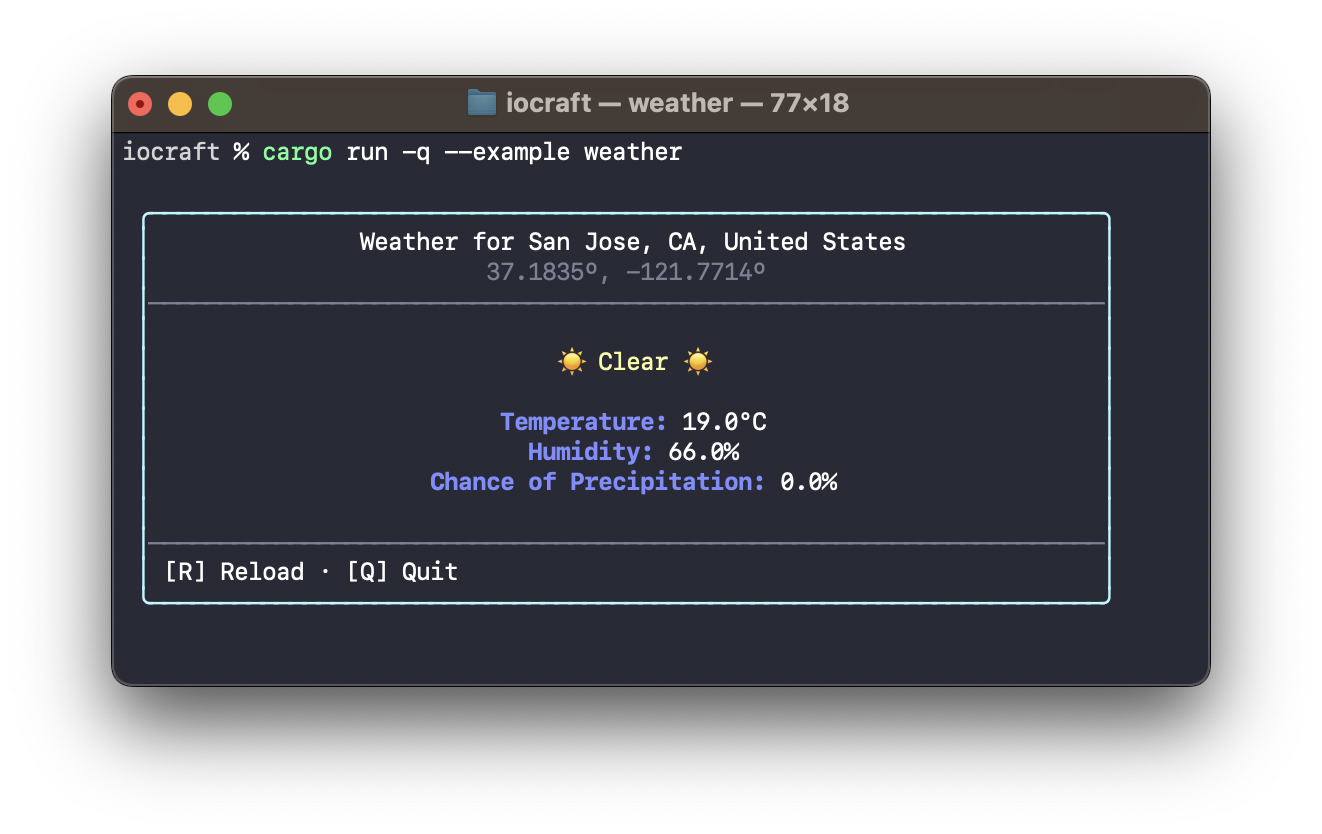 iocraft — weather — 77×18
iocraft % cargo run -q --example weather
Weather for San Jose, CA, United States
37.1835º, -121.7714º
☀️ Clear ☀️
Temperature: 19.0°C
Humidity: 66.0%
Chance of Precipitation: 0.0%
[R] Reload · [Q] Quit